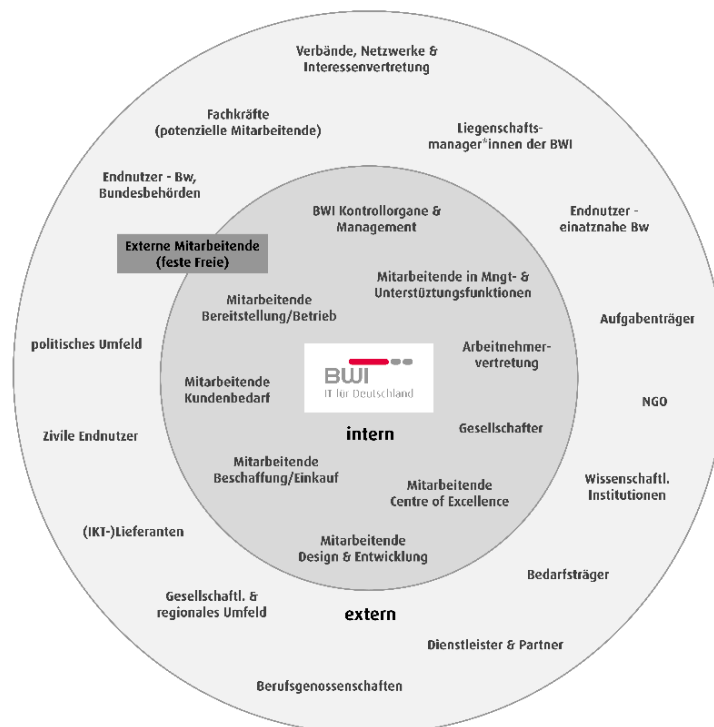 Verbände, Netzwerke &
Interessenvertretung
Fachkräfte
(potenzielle Mitarbeitende)
Liegenschafts-
manager*innen der BWI
Endnutzer - Bw,
Bundesbehörden
BWI Kontrollorgane &
Management
Endnutzer -
einatznahe Bw
Externe Mitarbeitende
(feste Freie)
Mitarbeitende in Mngt- &
Unterstüztungsfunktionen
Mitarbeitende
Bereitstellung/Betrieb
Aufgabenträger
politisches Umfeld
Arbeitnehmer-
vertretung
BWI
IT für Deutschland
Mitarbeitende
Kundenbedarf
NGO
intern
Gesellschafter
Zivile Endnutzer
Mitarbeitende
Beschaffung/Einkauf
Wissenschaftl.
Institutionen
Mitarbeitende
Centre of Excellence
(IKT-)Lieferanten
Mitarbeitende
Design & Entwicklung
Bedarfsträger
Gesellschaftl. &
regionales Umfeld
extern
Dienstleister & Partner
Berufsgenossenschaften